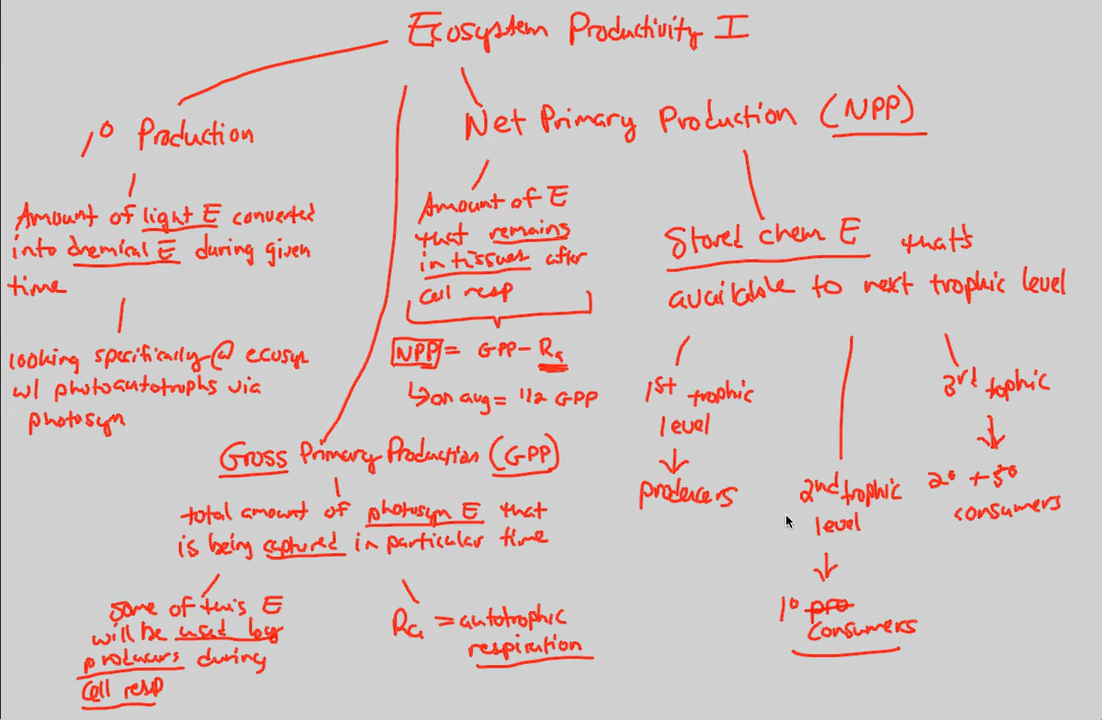 Ecosystem Productivity I
1° Production
Amount of light E converted
into chemical E during given
time
looking specifically @ ecosys
w/ photoautotrophs via
photosyn
Net Primary Production (NPP)
Amount of E
that remains
in tissues after
cell resp
NPP = GPP - Ra
↳ on avg = 1/2 GPP
Stored chem E that's
available to next trophic level
1st trophic
level
↓
producers
2nd trophic
level
↓
1° pro
consumers
3rd tophic
↓
2° + 3°
consumers
Gross Primary Production (GPP)
total amount of photosyn E that
is being captured in particular time
some of this E
will be used by
producers during
cell resp
Ra = autotrophic
respiration